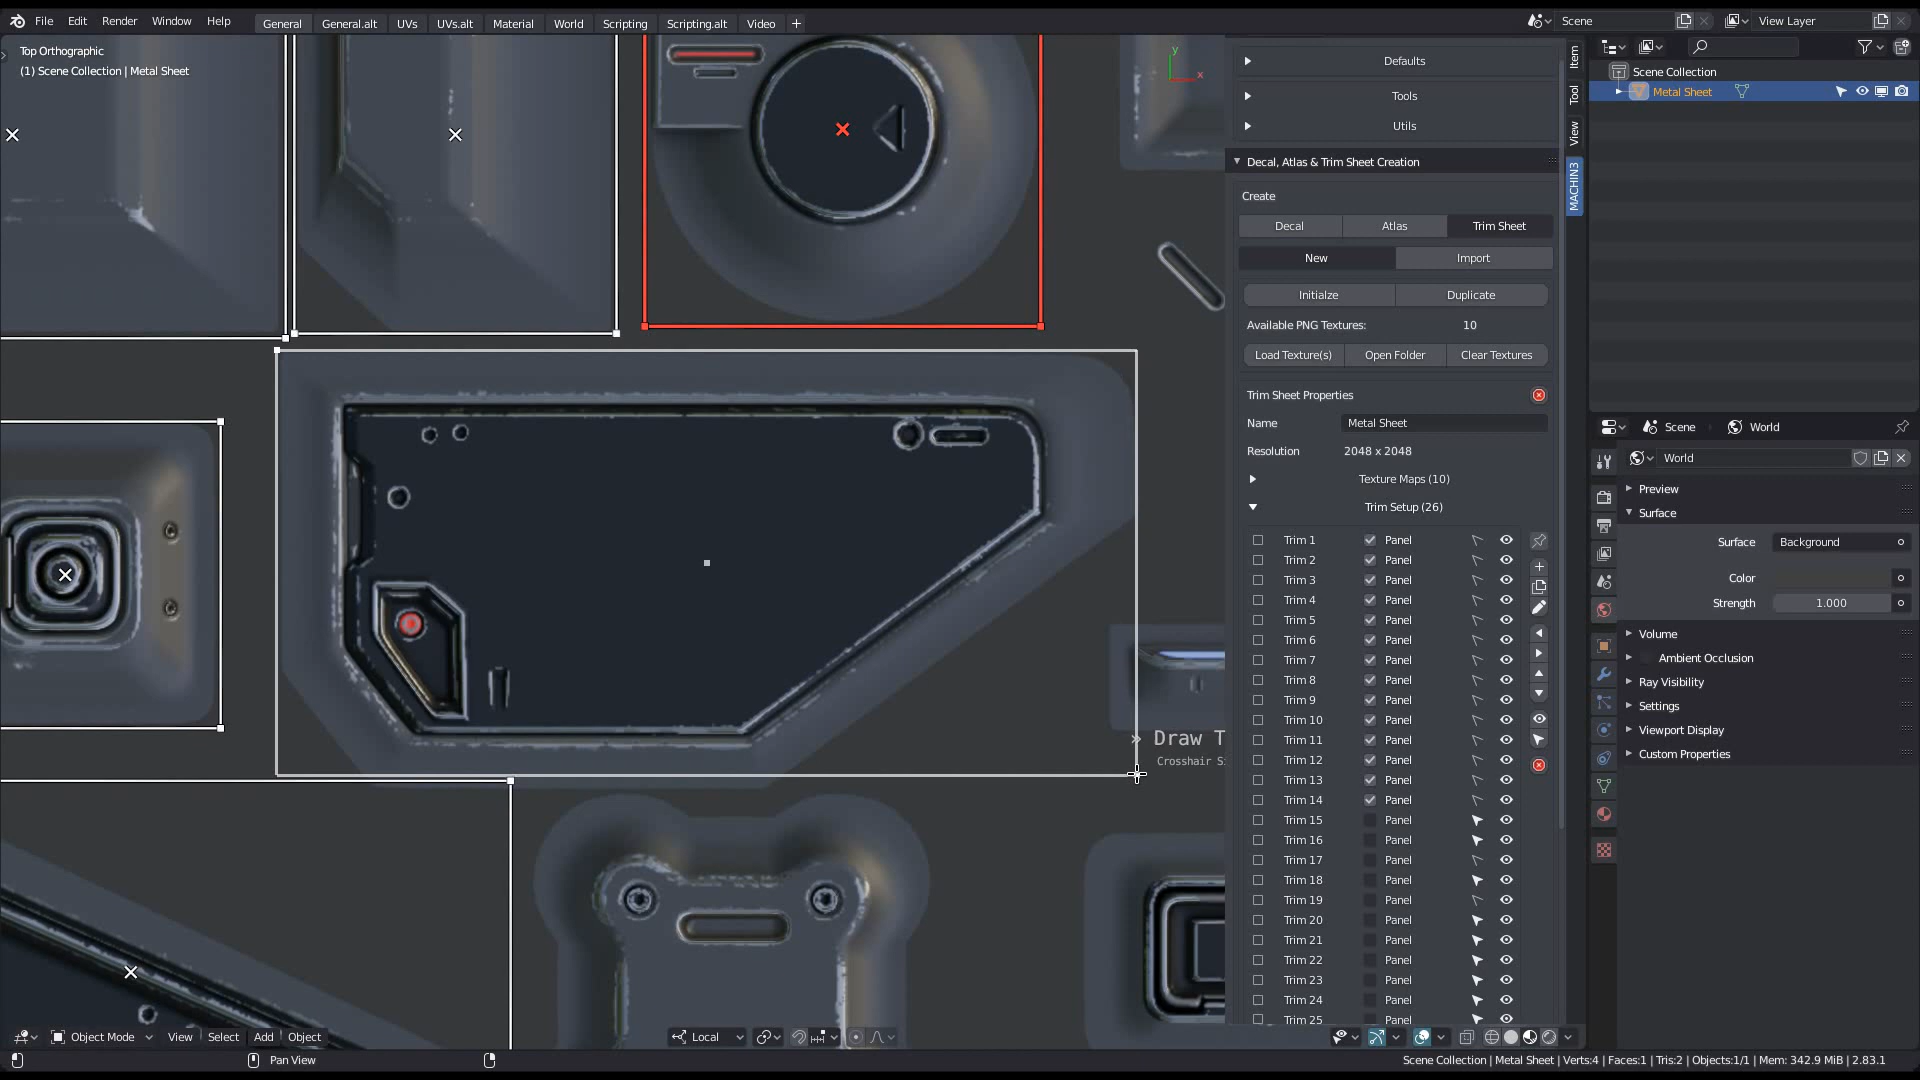 File Edit Render Window Help General General.alt UVs UVs.alt Material World Scripting Scripting.alt Video + Scene View Layer
Top Orthographic
(1) Scene Collection | Metal Sheet
y
x
» Draw T
Crosshair Si
Defaults
Tools
Utils
Decal, Atlas & Trim Sheet Creation
Create
Decal Atlas Trim Sheet
New Import
Initialze Duplicate
Available PNG Textures: 10
Load Texture(s) Open Folder Clear Textures
Trim Sheet Properties
Name Metal Sheet
Resolution 2048 x 2048
Texture Maps (10)
Trim Setup (26)
Trim 1 Panel
Trim 2 Panel
Trim 3 Panel
Trim 4 Panel
Trim 5 Panel
Trim 6 Panel
Trim 7 Panel
Trim 8 Panel
Trim 9 Panel
Trim 10 Panel
Trim 11 Panel
Trim 12 Panel
Trim 13 Panel
Trim 14 Panel
Trim 15 Panel
Trim 16 Panel
Trim 17 Panel
Trim 18 Panel
Trim 19 Panel
Trim 20 Panel
Trim 21 Panel
Trim 22 Panel
Trim 23 Panel
Trim 24 Panel
Trim 25 Panel
Item
Tool
View
MACHIN3
Scene Collection
Metal Sheet
Scene World
World
Preview
Surface
Surface Background
Color
Strength 1.000
Volume
Ambient Occlusion
Ray Visibility
Settings
Viewport Display
Custom Properties
Object Mode View Select Add Object Local
Pan View
Scene Collection | Metal Sheet | Verts:4 | Faces:1 | Tris:2 | Objects:1/1 | Mem: 342.9 MiB | 2.83.1